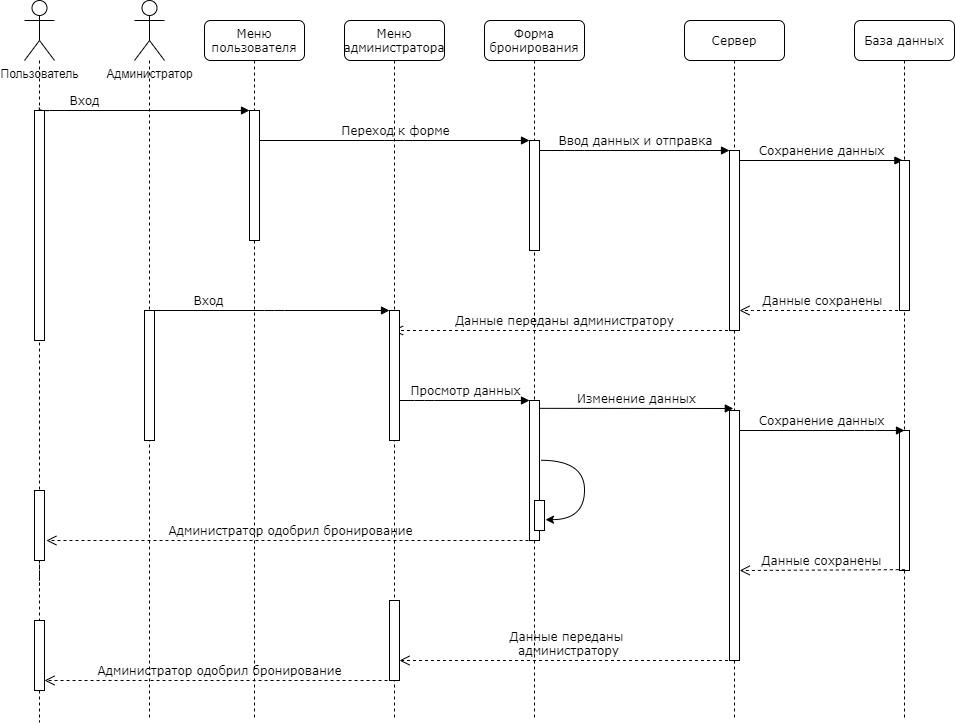 Пользователь
Администратор
Меню
пользователя
Меню
администратора
Форма
бронирования
Сервер
База данных
Вход
Переход к форме
Ввод данных и отправка
Сохранение данных
Вход
Данные сохранены
Данные переданы администратору
Просмотр данных
Изменение данных
Сохранение данных
Администратор одобрил бронирование
Данные сохранены
Данные переданы
администратору
Администратор одобрил бронирование